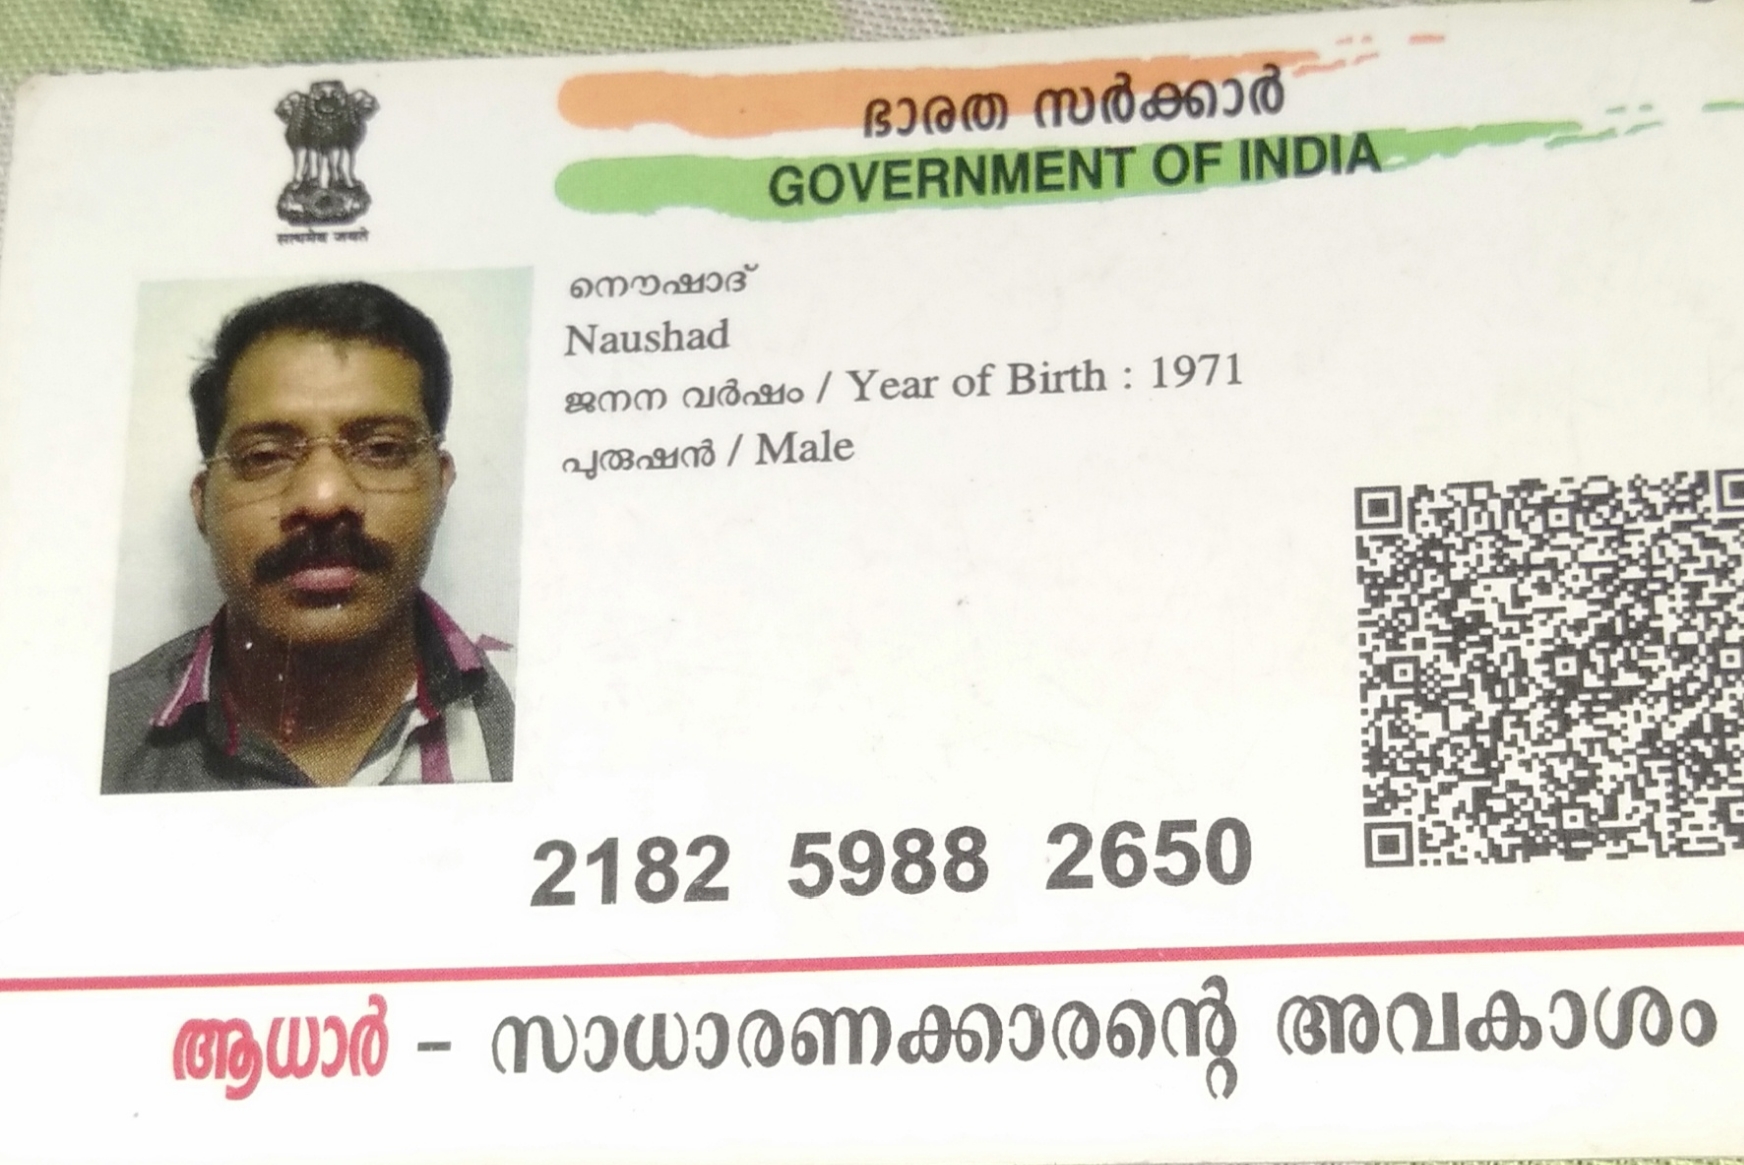 सत्यमेव जयते
ഭാരത സർക്കാർ
GOVERNMENT OF INDIA
നൌഷാദ്
Naushad
ജനന വർഷം / Year of Birth : 1971
പുരുഷൻ / Male
2182 5988 2650
ആധാർ - സാധാരണക്കാരന്റെ അവകാശം